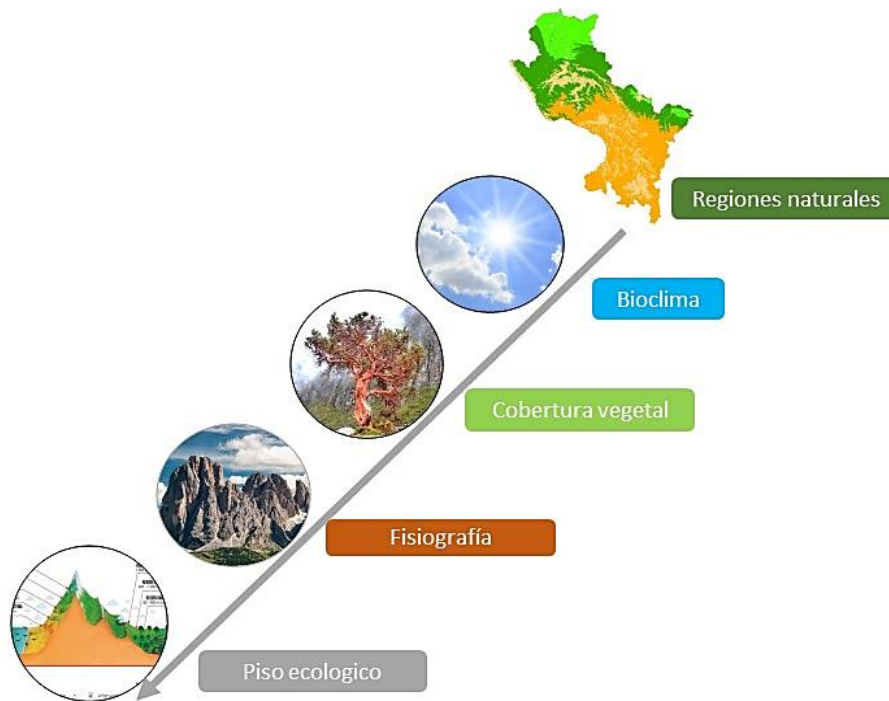 Regiones naturales
Bioclima
Cobertura vegetal
Fisiografía
Piso ecologico